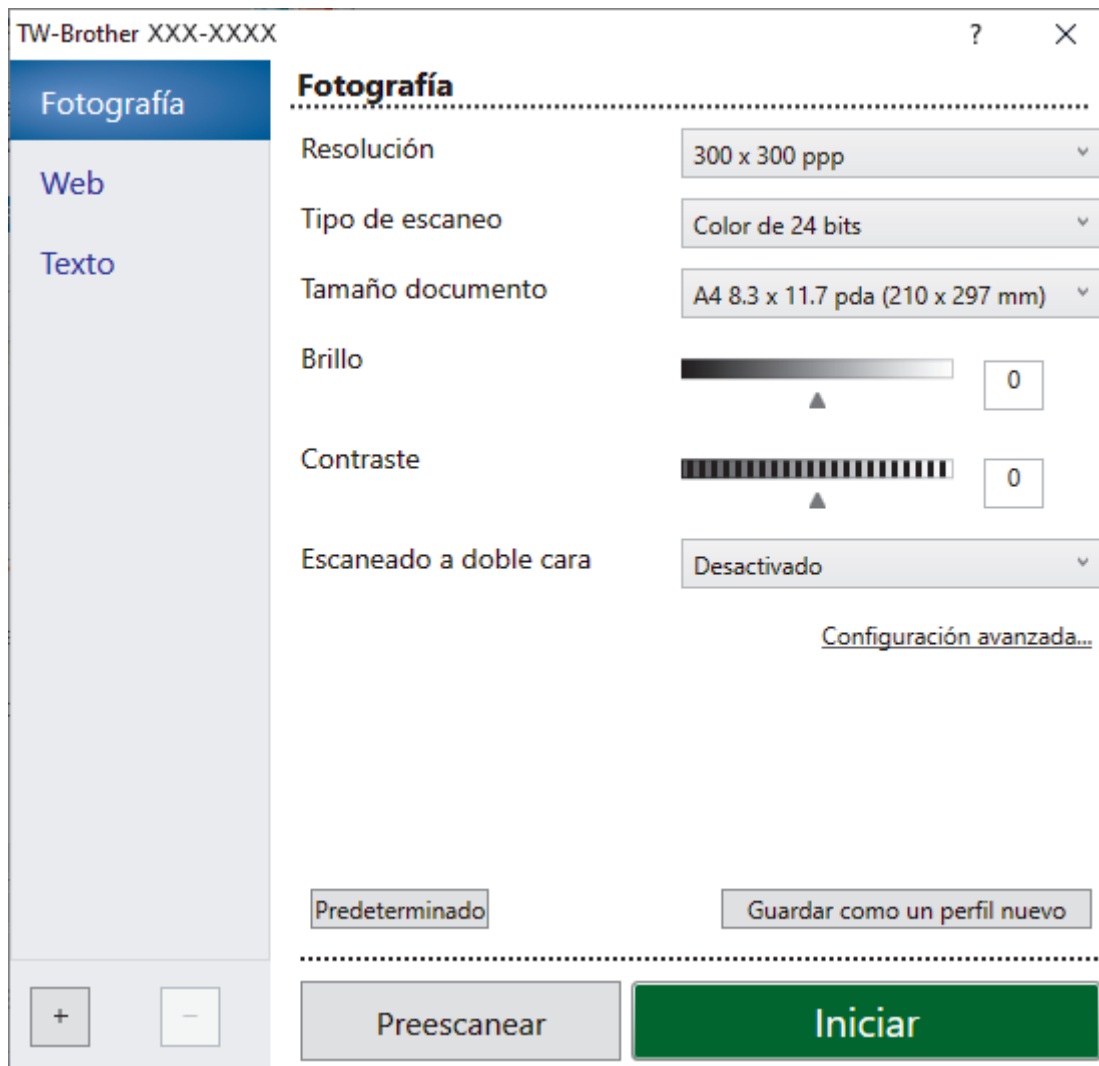 TW-Brother XXX-XXXX
?
Fotografía
Web
Texto
Fotografía
Resolución
300 x 300 ppp
Tipo de escaneo
Color de 24 bits
Tamaño documento
A4 8.3 x 11.7 pda (210 x 297 mm)
Brillo
0
Contraste
0
Escaneado a doble cara
Desactivado
Configuración avanzada...
Predeterminado
Guardar como un perfil nuevo
+
−
Preescanear
Iniciar